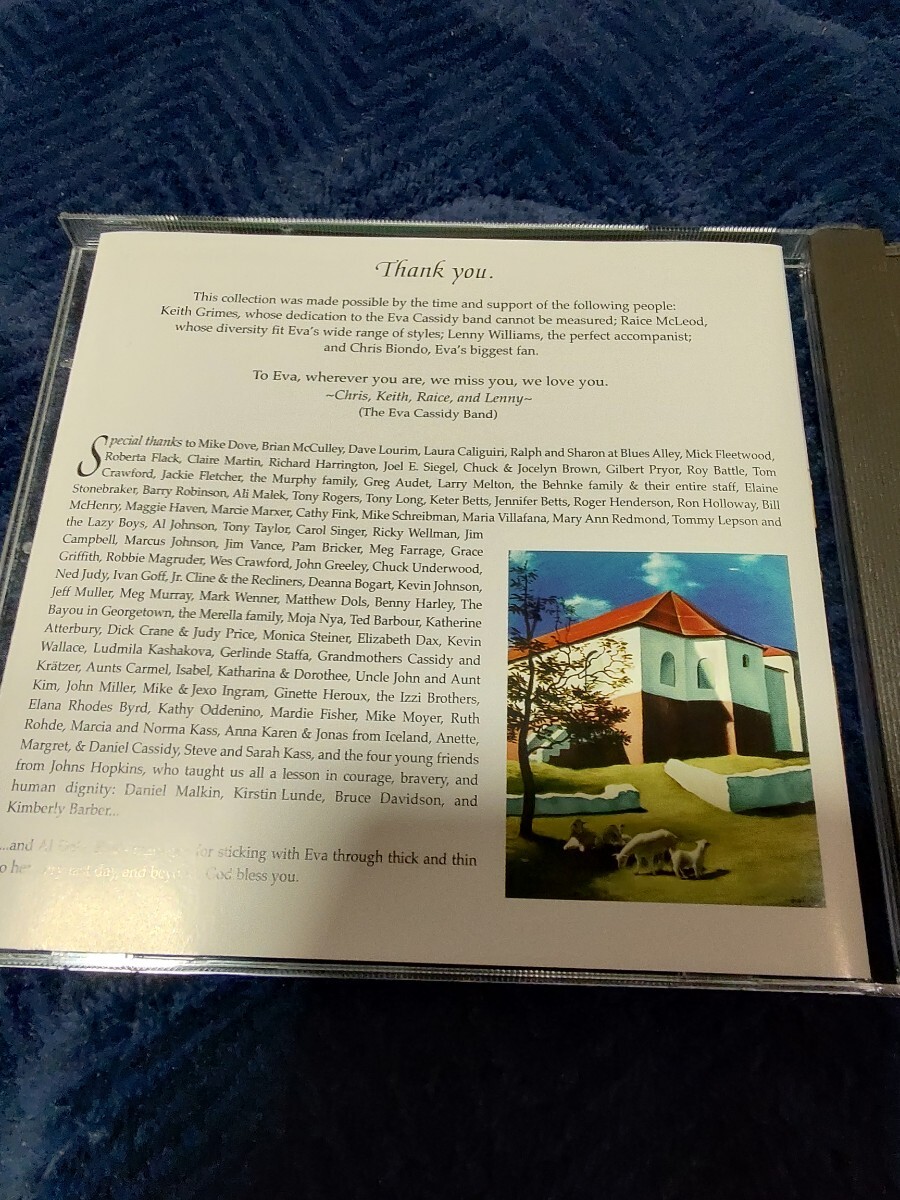 Thank you.
This collection was made possible by the time and support of the following people:
Keith Grimes, whose dedication to the Eva Cassidy band cannot be measured; Raice McLeod,
whose diversity fit Eva's wide range of styles; Lenny Williams, the perfect accompanist;
and Chris Biondo, Eva's biggest fan.
To Eva, wherever you are, we miss you, we love you.
~Chris, Keith, Raice, and Lenny~
(The Eva Cassidy Band)
Special thanks to Mike Dove, Brian McCulley, Dave Lourim, Laura Caligiuri, Ralph and Sharon at Blues Alley, Mick Fleetwood,
Roberta Flack, Claire Martin, Richard Harrington, Joel E. Siegel, Chuck & Jocelyn Brown, Gilbert Pryor, Roy Battle, Tom
Crawford, Jackie Fletcher, the Murphy family, Greg Audet, Larry Melton, the Behnke family & their entire staff, Elaine
Stonebraker, Barry Robinson, Ali Malek, Tony Rogers, Tony Long, Keter Betts, Jennifer Betts, Roger Henderson, Ron Holloway, Bill
McHenry, Maggie Haven, Marcie Marxer, Cathy Fink, Mike Schreibman, Maria Villafana, Mary Ann Redmond, Tommy Lepson and
the Lazy Boys, Al Johnson, Tony Taylor, Carol Singer, Ricky Wellman, Jim
Campbell, Marcus Johnson, Jim Vance, Pam Bricker, Meg Farrage, Grace
Griffith, Robbie Magruder, Wes Crawford, John Greeley, Chuck Underwood,
Ned Judy, Ivan Goff, Jr. Cline & the Recliners, Deanna Bogart, Kevin Johnson,
Jeff Muller, Meg Murray, Mark Wenner, Matthew Dols, Benny Harley, The
Bayou in Georgetown, the Merella family, Moja Nya, Ted Barbour, Katherine
Atterbury, Dick Crane & Judy Price, Monica Steiner, Elizabeth Dax, Kevin
Wallace, Ludmila Kashakova, Gerlinde Staffa, Grandmothers Cassidy and
Krätzer, Aunts Carmel, Isabel, Katharina & Dorothee, Uncle John and Aunt
Kim, John Miller, Mike & Jexo Ingram, Ginette Heroux, the Izzi Brothers,
Elana Rhodes Byrd, Kathy Oddenino, Mardie Fisher, Mike Moyer, Ruth
Rohde, Marcia and Norma Kass, Anna Karen & Jonas from Iceland, Anette,
Margret, & Daniel Cassidy, Steve and Sarah Kass, and the four young friends
from Johns Hopkins, who taught us all a lesson in courage, bravery, and
human dignity: Daniel Malkin, Kirstin Lunde, Bruce Davidson, and
Kimberly Barber...
...and Al for sticking with Eva through thick and thin
last day, and God bless you.